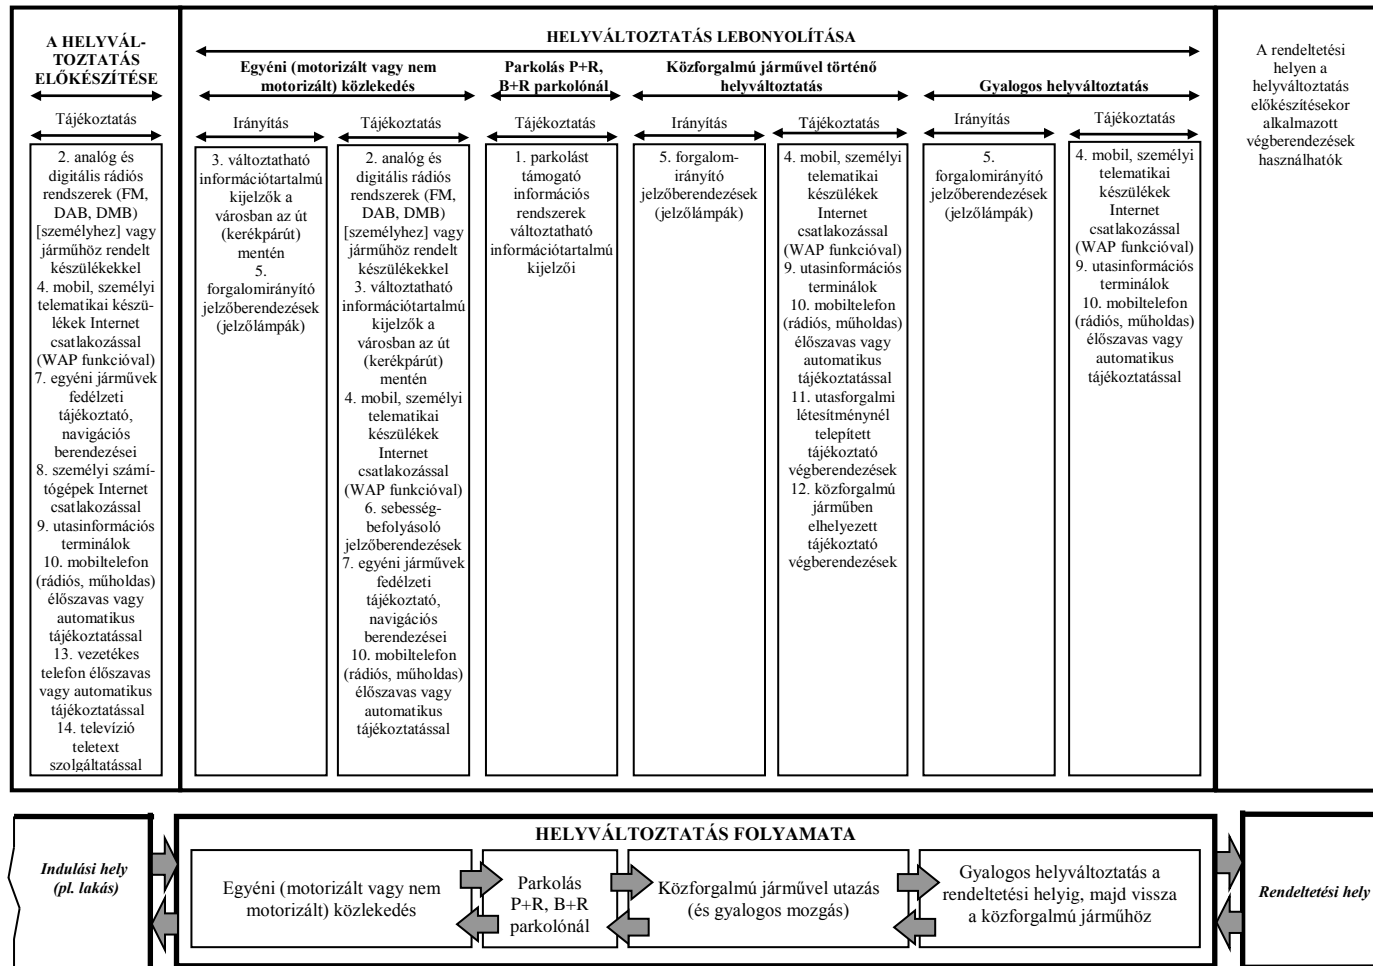 A HELYVÁL-
TOZTATÁS
ELŐKÉSZÍTÉSE
Tájékoztatás
2. analóg és
digitális rádiós
rendszerek (FM,
DAB, DMB)
[személyhez] vagy
járműhöz rendelt
készülékekkel
4. mobil, személyi
telematikai készü-
lékek Internet
csatlakozással
(WAP funkcióval)
7. egyéni járművek
fedélzeti
tájékoztató,
navigációs
berendezései
8. személyi számí-
tógépek Internet
csatlakozással
9. utasinformációs
terminálok
10. mobiltelefon
(rádiós, műholdas)
élőszavas vagy
automatikus
tájékoztatással
13. vezetékes
telefon élőszavas
vagy automatikus
tájékoztatással
14. televízió
teletext
szolgáltatással
HELYVÁLTOZTATÁS LEBONYOLÍTÁSA
Egyéni (motorizált vagy nem
motorizált) közlekedés
Irányítás
3. változtatható
információtartalmú
kijelzők a
városban az út
(kerékpárút)
mentén
5.
forgalomirányító
jelzőberendezések
(jelzőlámpák)
Tájékoztatás
2. analóg és
digitális rádiós
rendszerek (FM,
DAB, DMB)
[személyhez] vagy
járműhöz rendelt
készülékekkel
3. változtatható
információtartalmú
kijelzők a
városban az út
(kerékpárút)
mentén
4. mobil, személyi
telematikai
készülékek
Internet
csatlakozással
(WAP funkcióval)
6. sebesség-
befolyásoló
jelzőberendezések
7. egyéni járművek
fedélzeti
tájékoztató,
navigációs
berendezései
10. mobiltelefon
(rádiós, műholdas)
élőszavas vagy
automatikus
tájékoztatással
Parkolás P+R,
B+R parkolónál
Tájékoztatás
1. parkolást
támogató
információs
rendszerek
változtatható
információtartalmú
kijelzői
Közforgalmú járművel történő
helyváltoztatás
Irányítás
5. forgalom-
irányító
jelzőberendezések
(jelzőlámpák)
Tájékoztatás
4. mobil, személyi
telematikai
készülékek
Internet
csatlakozással
(WAP funkcióval)
9. utasinformációs
terminálok
10. mobiltelefon
(rádiós, műholdas)
élőszavas vagy
automatikus
tájékoztatással
11. utasforgalmi
létesítménynél
telepített
tájékoztató
végberendezések
12. közforgalmú
járműben
elhelyezett
tájékoztató
végberendezések
Gyalogos helyváltoztatás
Irányítás
5.
forgalomirányító
jelzőberendezések
(jelzőlámpák)
Tájékoztatás
4. mobil, személyi
telematikai
készülékek
Internet
csatlakozással
(WAP funkcióval)
9. utasinformációs
terminálok
10. mobiltelefon
(rádiós, műholdas)
élőszavas vagy
automatikus
tájékoztatással
A rendeltetési
helyen a
helyváltoztatás
előkészítésekor
alkalmazott
végberendezések
használhatók
Indulási hely
(pl. lakás)
HELYVÁLTOZTATÁS FOLYAMATA
Egyéni (motorizált vagy nem
motorizált) közlekedés
Parkolás
P+R, B+R
parkolónál
Közforgalmú járművel utazás
(és gyalogos mozgás)
Gyalogos helyváltoztatás a
rendeltetési helyig, majd vissza
a közforgalmú járműhöz
Rendeltetési hely